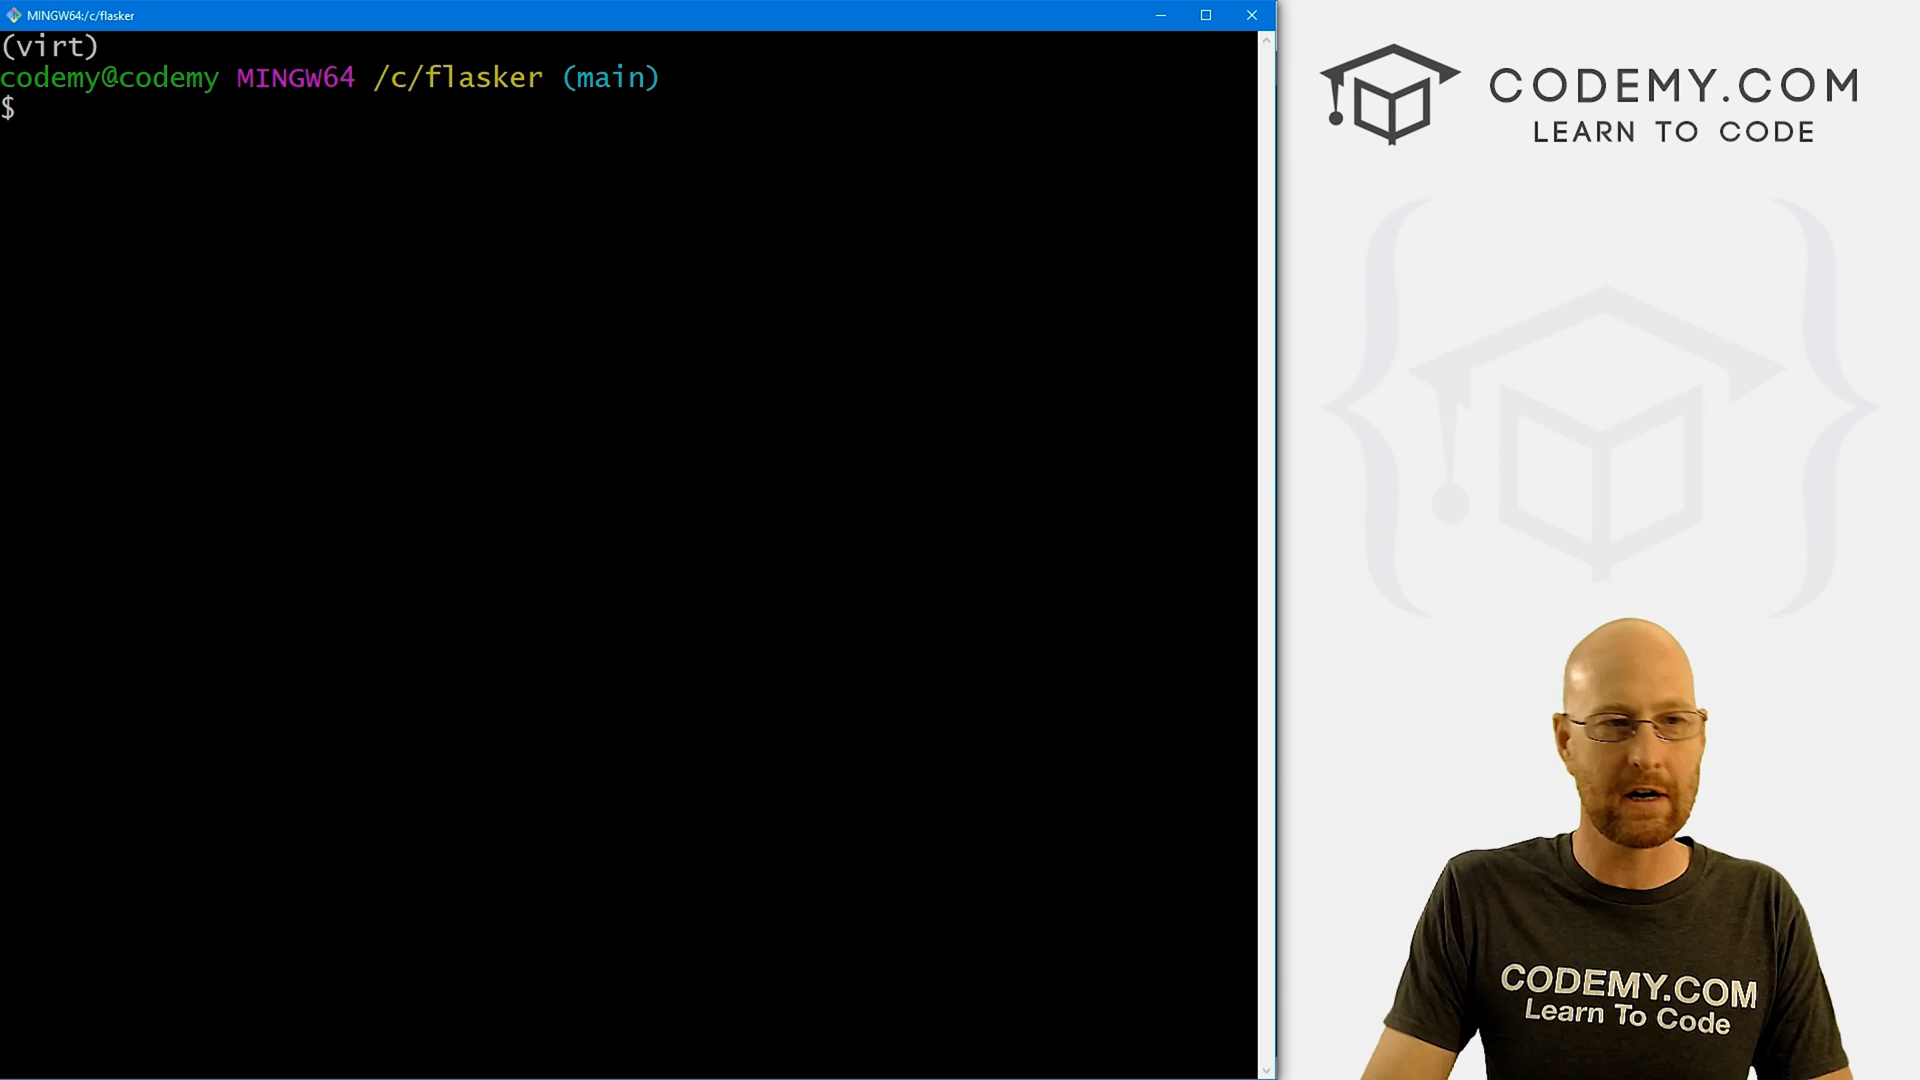 MINGW64:/c/flasker
(virt)
codemy@codemy MINGW64 /c/flasker (main)
$
CODEMY.COM
LEARN TO CODE
CODEMY.COM
Learn To Code